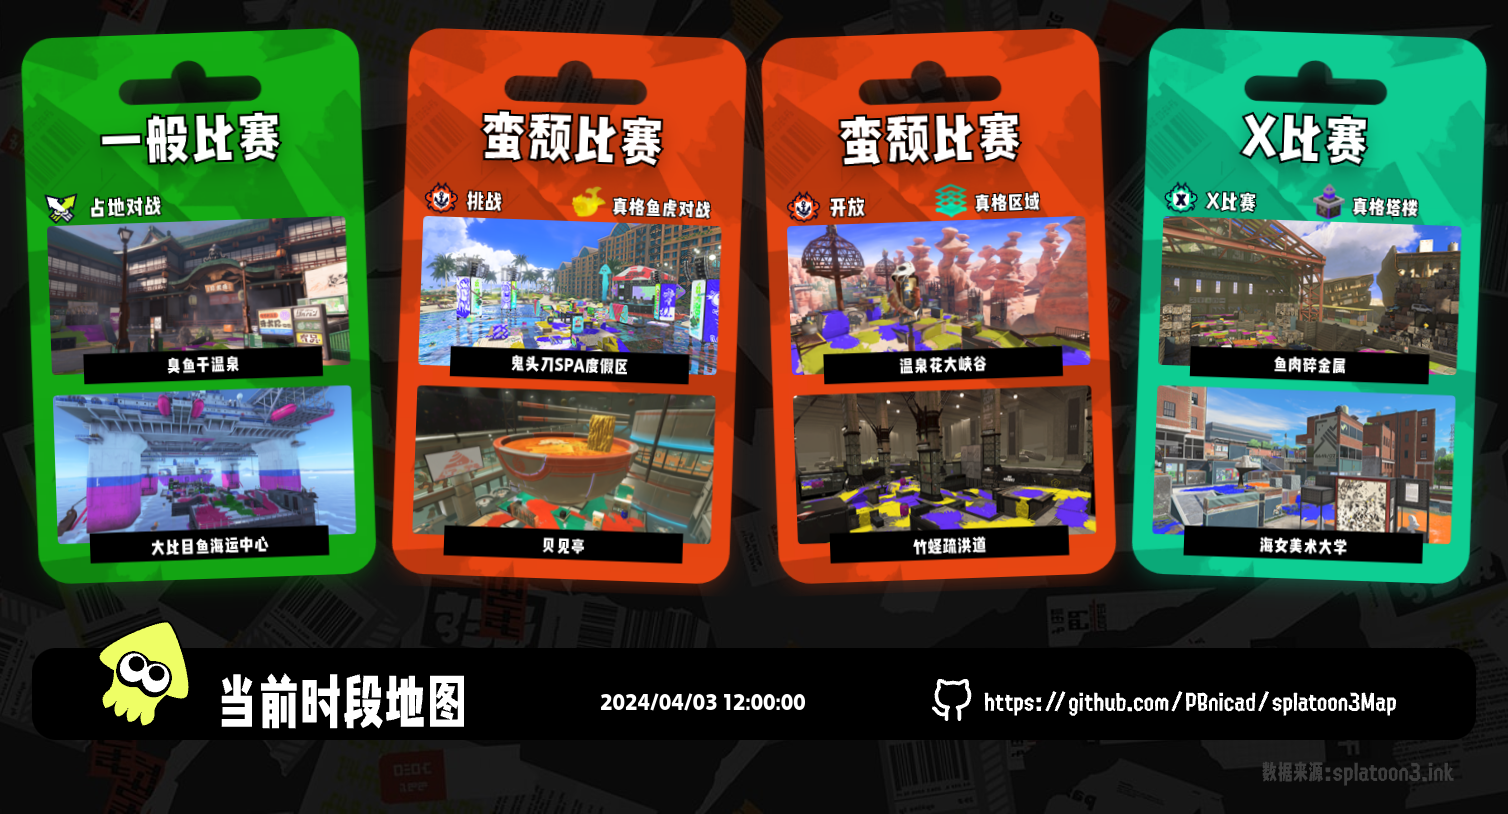 一般比赛
占地对战
臭鱼干温泉
大比目鱼海运中心
蛮颓比赛
挑战
真格鱼虎对战
鬼头刀SPA度假区
贝见亭
蛮颓比赛
开放
真格区域
温泉花大峡谷
竹蛏疏洪道
X比赛
X比赛
真格塔楼
鱼肉碎金属
海女美术大学
当前时段地图
2024/04/03 12:00:00
https://github.com/PBnicad/splatoon3Map
数据来源:splatoon3.ink